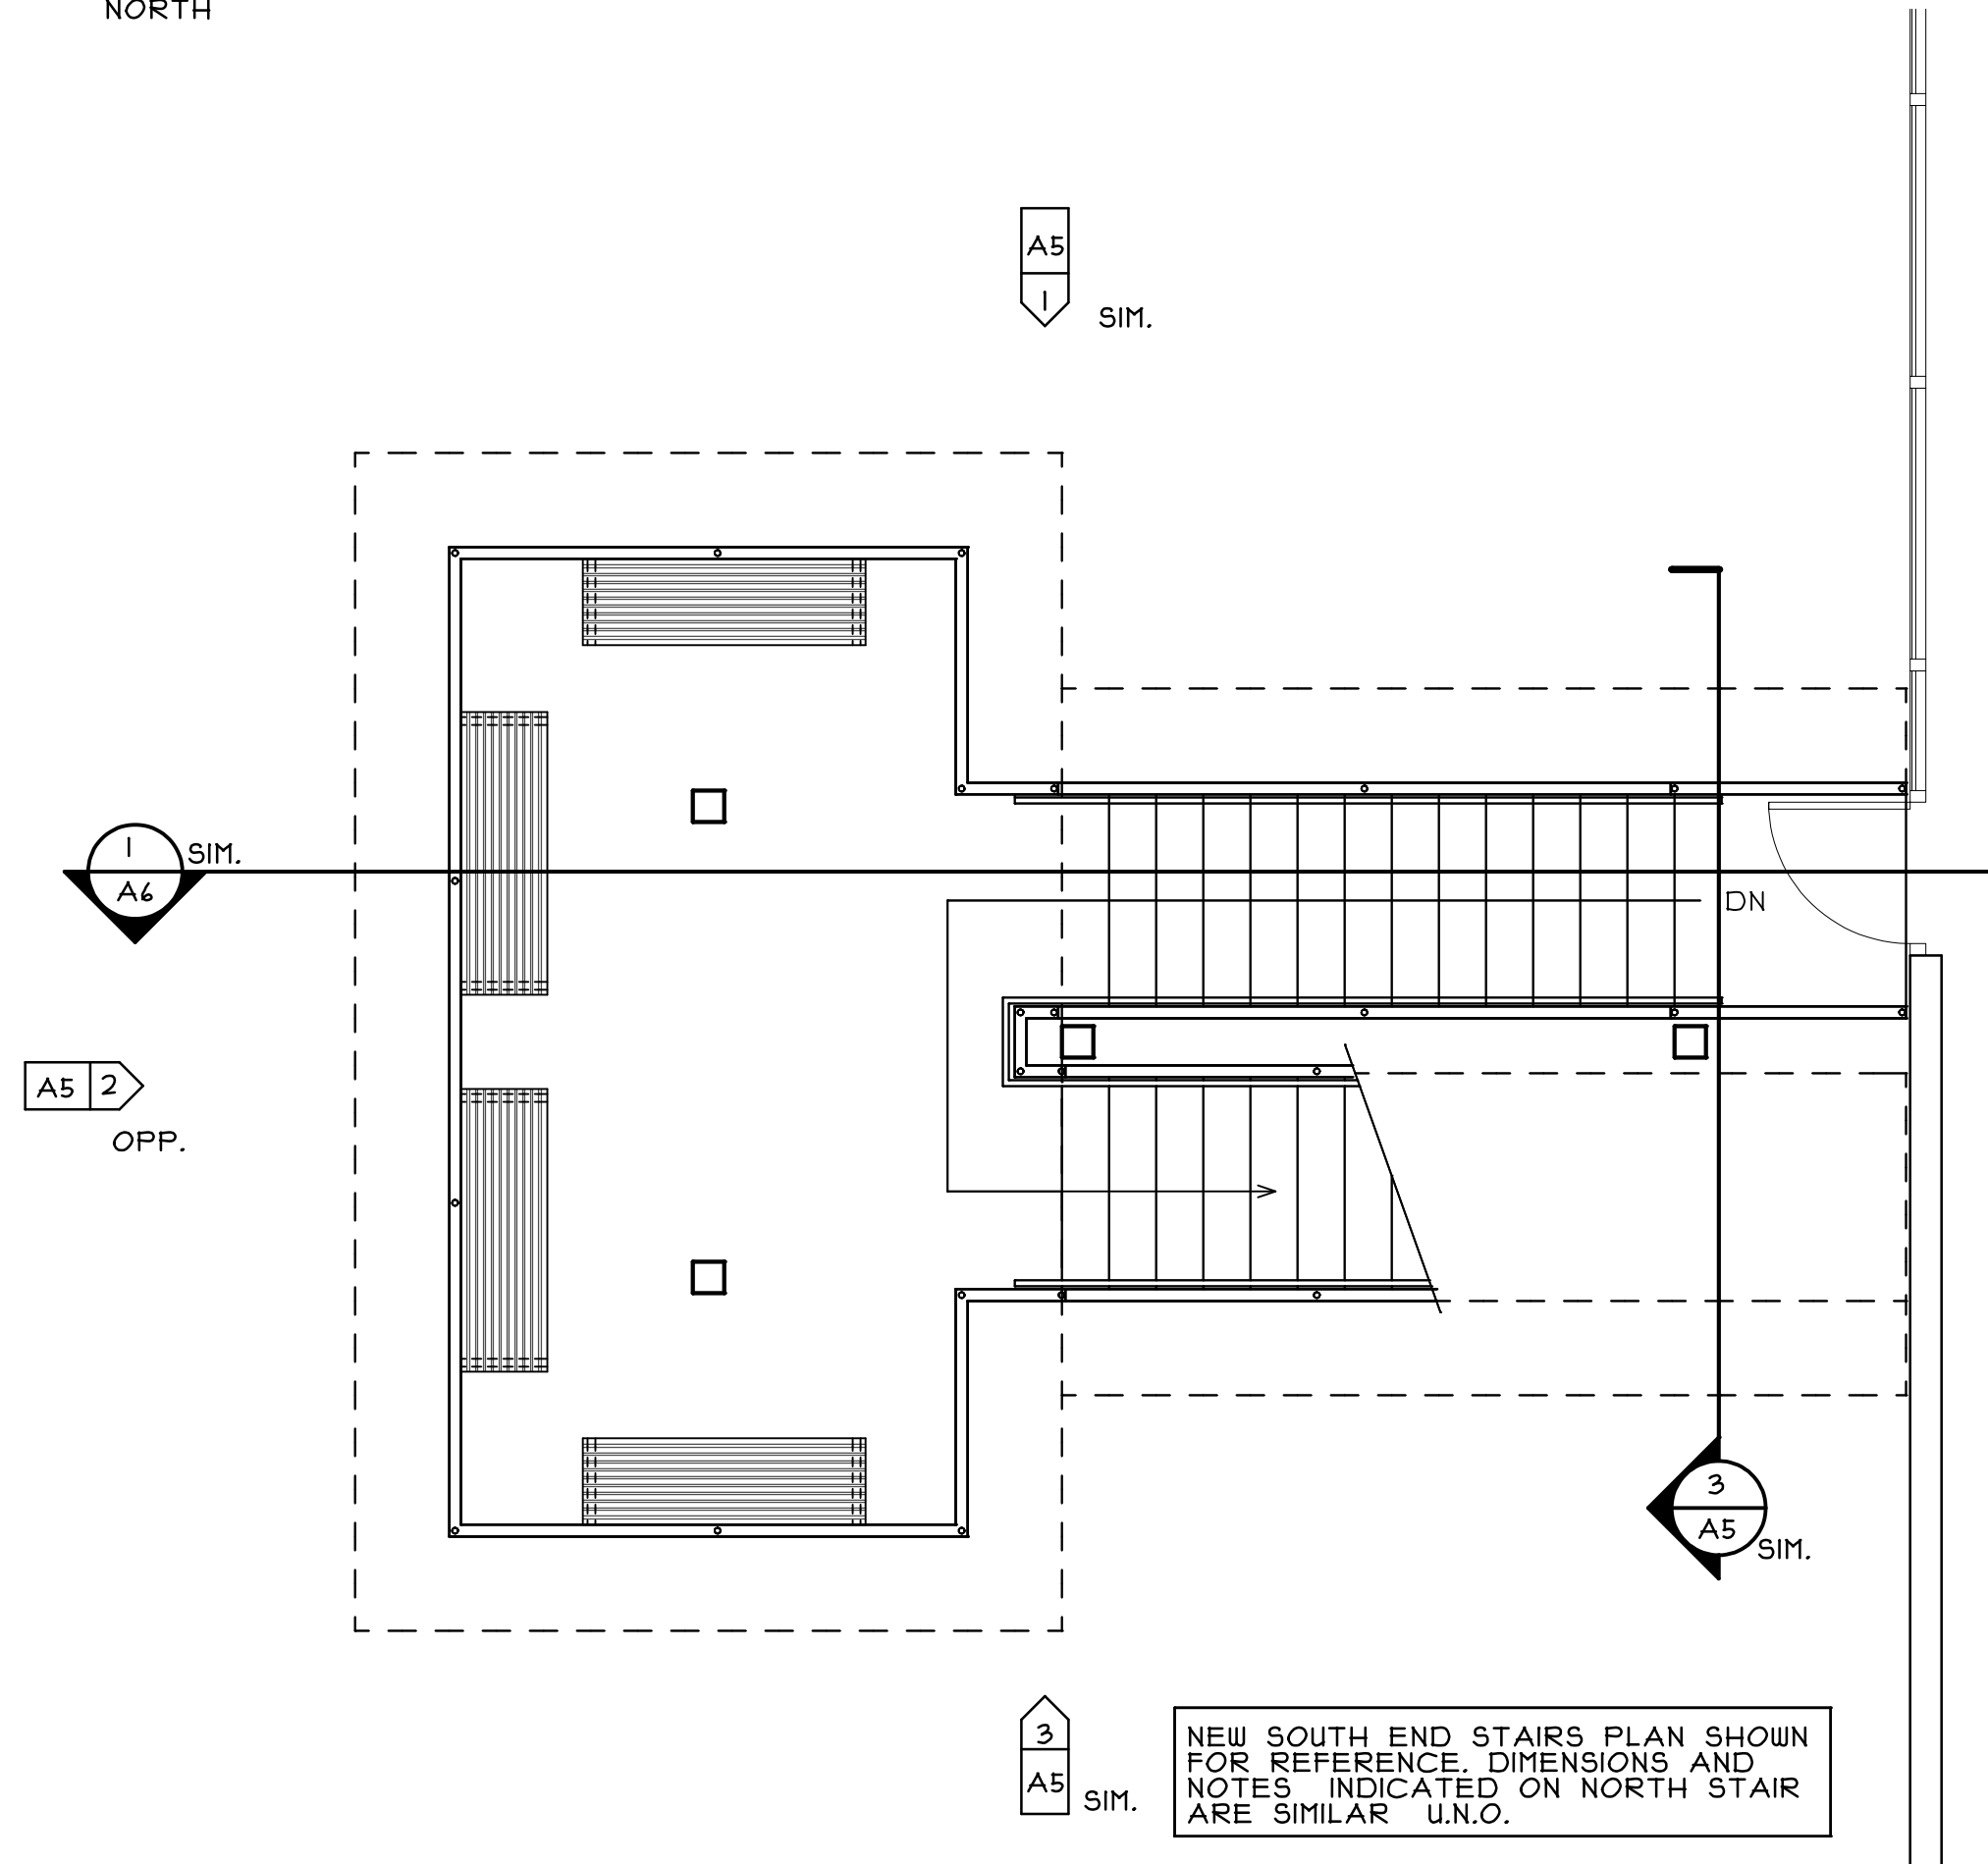 NORTH
A5
1
SIM.
1
SIM.
A6
DN
A5 2
OPP.
3
A5
SIM.
3
A5
SIM.
NEW SOUTH END STAIRS PLAN SHOWN
FOR REFERENCE. DIMENSIONS AND
NOTES INDICATED ON NORTH STAIR
ARE SIMILAR U.N.O.